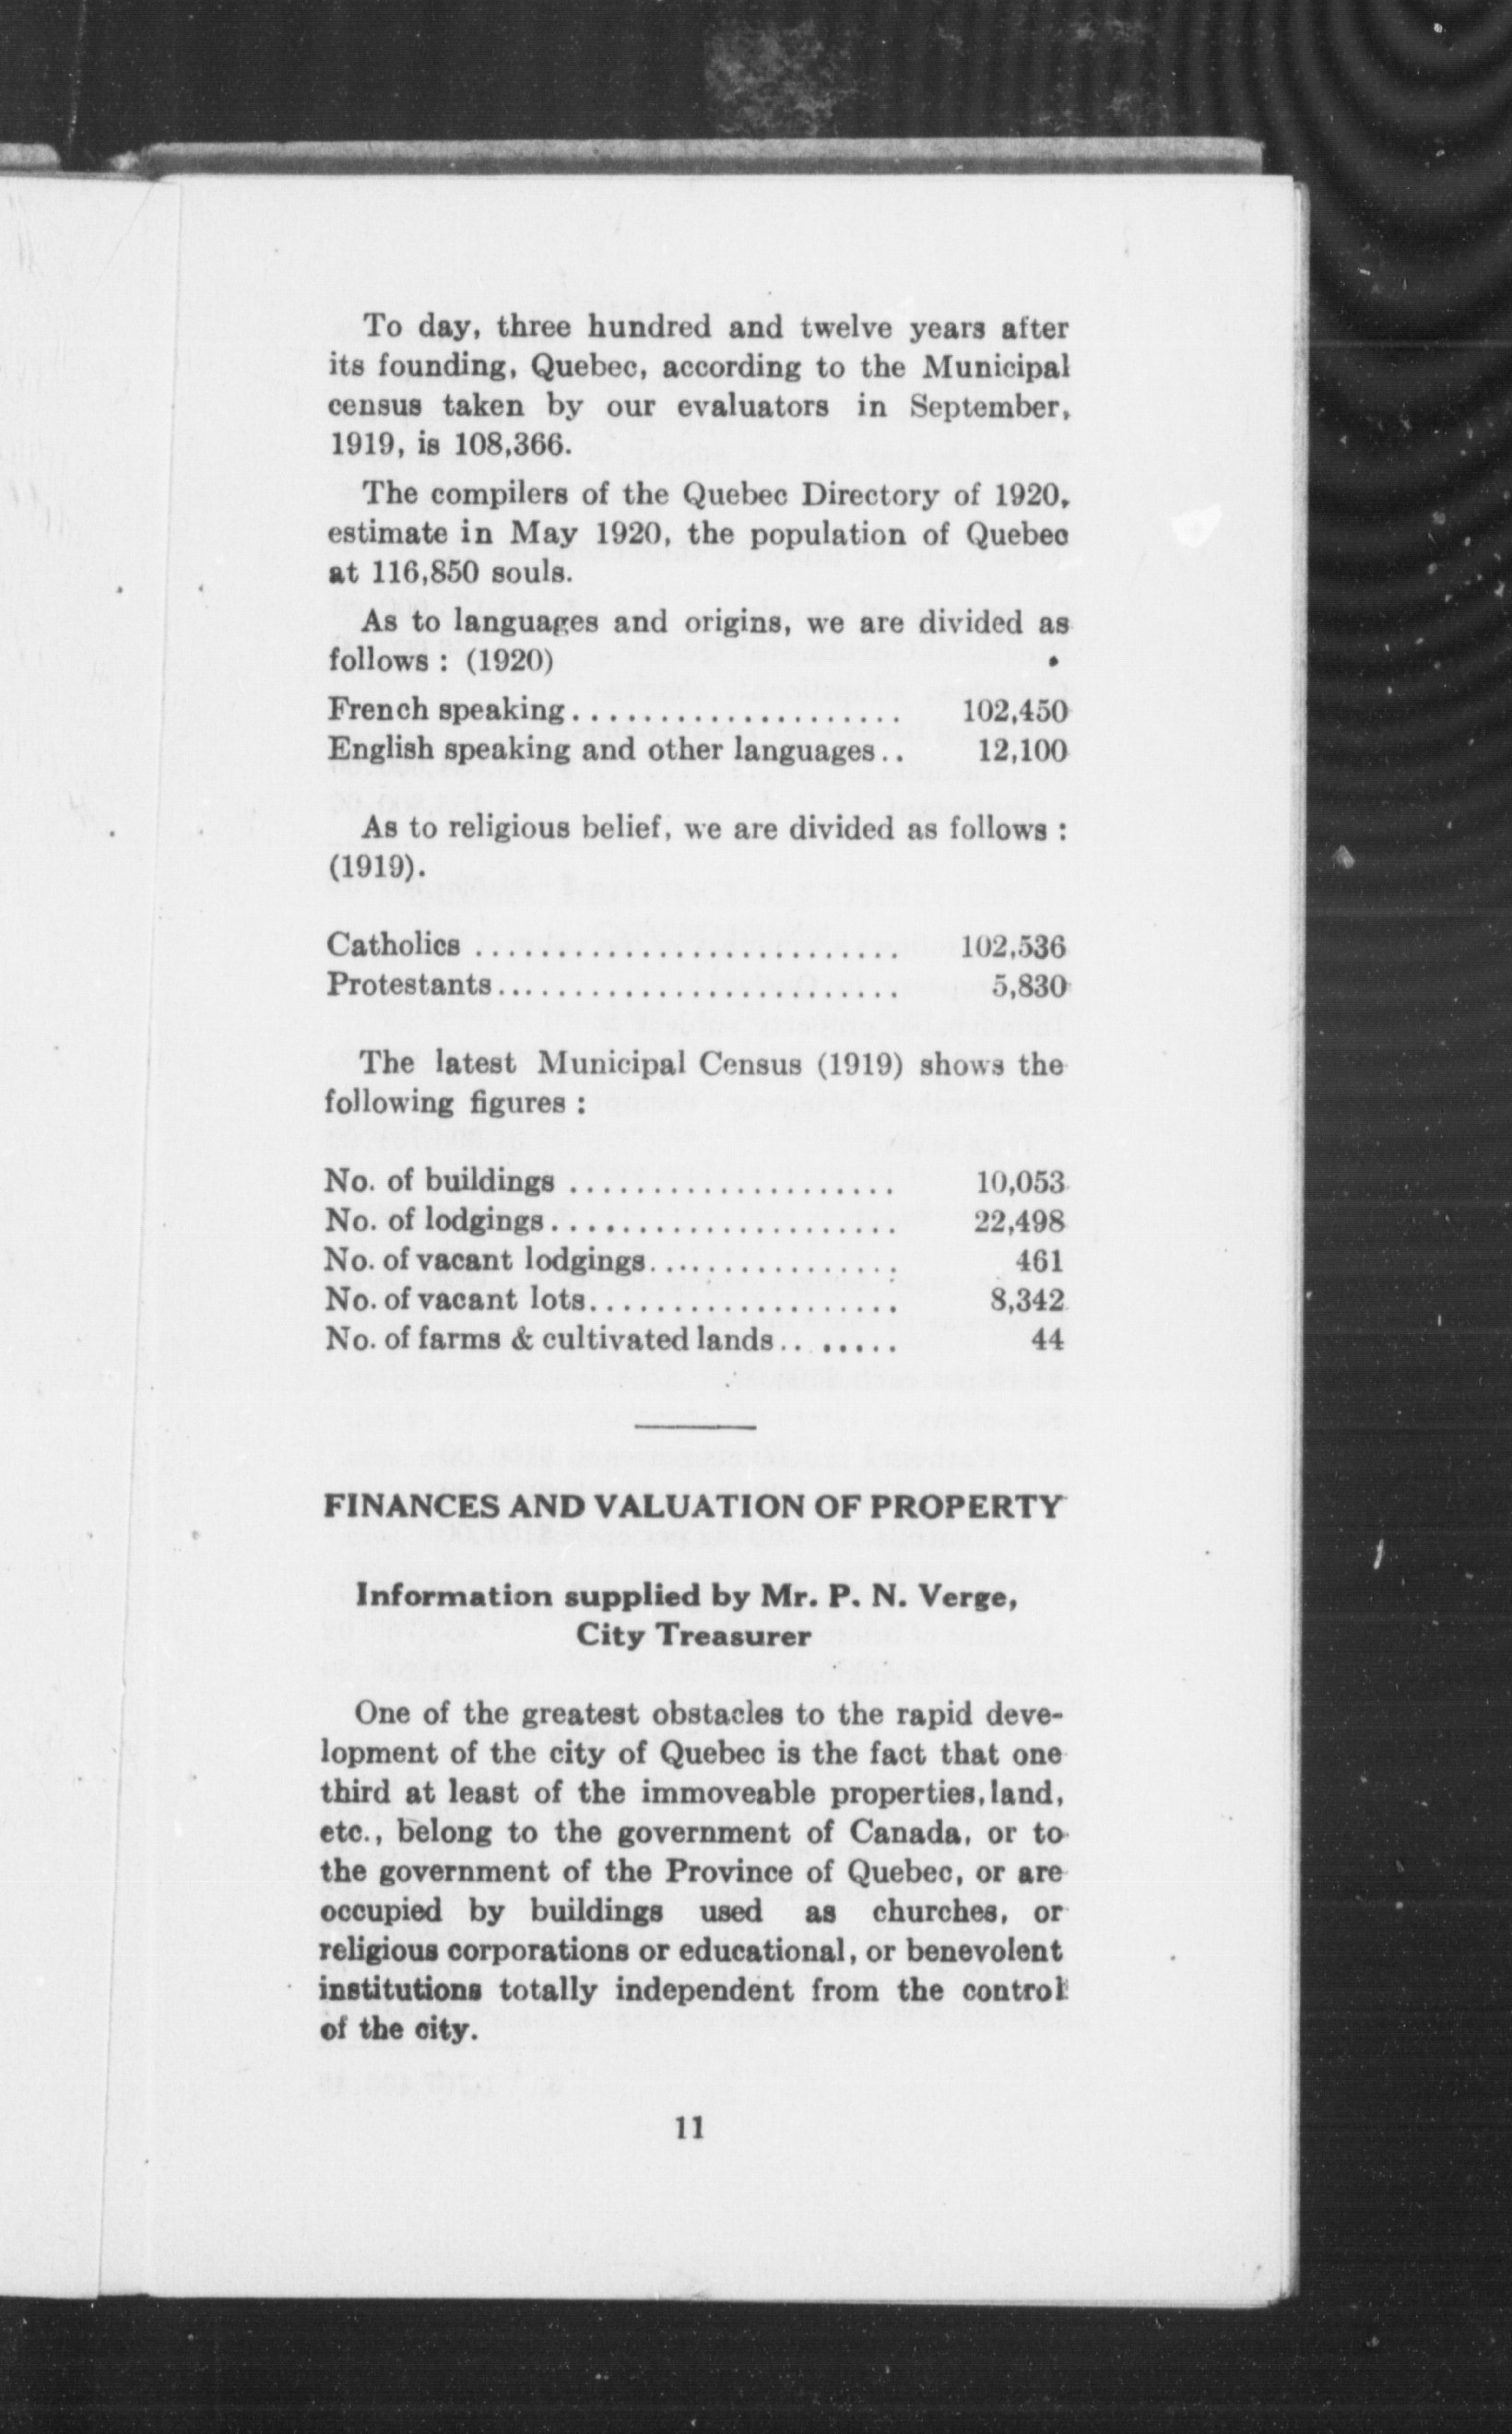 To day, three hundred and twelve years after
its founding, Quebec, according to the Municipal
census taken by our evaluators in September,
1919, is 108,366.
The compilers of the Quebec Directory of 1920,
estimate in May 1920, the population of Quebec
at 116,850 souls.
As to languages and origins, we are divided as
follows : (1920)
French speaking.................... 102,450
English speaking and other languages.. 12,100
As to religious belief, we are divided as follows :
(1919).
Catholics .......................... 102,536
Protestants........................ 5,830
The latest Municipal Census (1919) shows the
following figures :
No. of buildings .................... 10,053
No. of lodgings..................... 22,498
No. of vacant lodgings............... 461
No. of vacant lots................... 8,342
No. of farms & cultivated lands.. ..... 44
FINANCES AND VALUATION OF PROPERTY
Information supplied by Mr. P. N. Verge,
City Treasurer
One of the greatest obstacles to the rapid deve-
lopment of the city of Quebec is the fact that one
third at least of the immoveable properties, land,
etc., belong to the government of Canada, or to
the government of the Province of Quebec, or are
occupied by buildings used as churches, or
religious corporations or educational, or benevolent
institutions totally independent from the control
of the city.
11